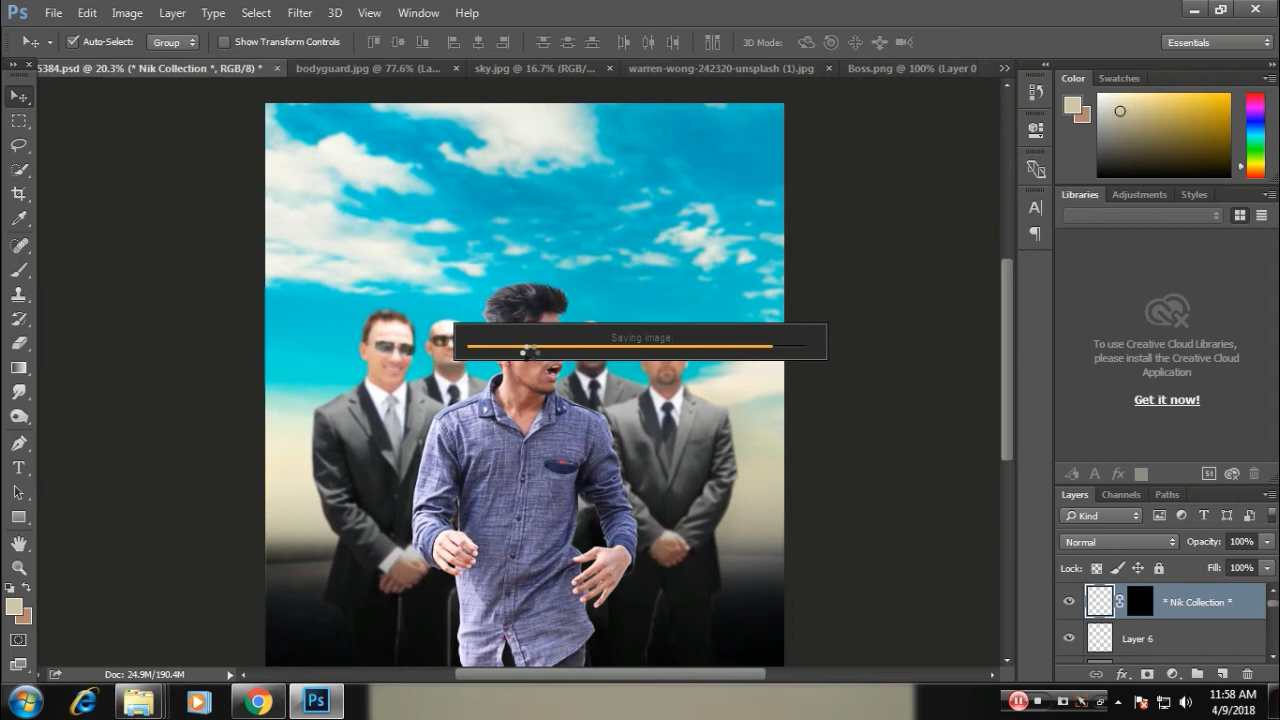 Ps File Edit Image Layer Type Select Filter 3D View Window Help
Auto-Select: Group Show Transform Controls 3D Mode: Essentials
5384.psd @ 20.3% (* Nik Collection *, RGB/8) * bodyguard.jpg @ 77.6% (La... sky.jpg @ 16.7% (RGB/... warren-wong-242320-unsplash (1).jpg Boss.png @ 100% (Layer 0
Color Swatches
Libraries Adjustments Styles
Saving image.
To use Creative Cloud Libraries,
please install the Creative Cloud
Application
Get it now!
St
Layers Channels Paths
Kind
Normal Opacity: 100%
Lock: Fill: 100%
* Nik Collection *
Layer 6
Doc: 24.9M/190.4M
Ps
11:58 AM
4/9/2018